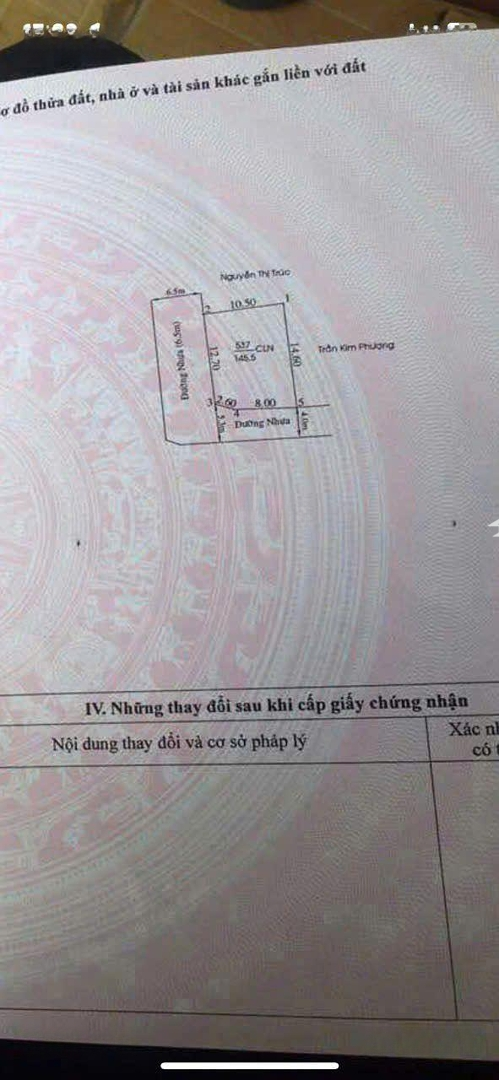 ơ đồ thửa đất, nhà ở và tài sản khác gắn liền với đất
Nguyễn Thị Trúc
6.5m
2
10.50
1
Đường Nhựa (6.5m)
12.70
537
CLN
145.5
14.60
Trần Kim Phượng
3
2.60
8.00
5
4
Đường Nhựa
4.0m
IV. Những thay đổi sau khi cấp giấy chứng nhận
Nội dung thay đổi và cơ sở pháp lý
Xác nh
có t